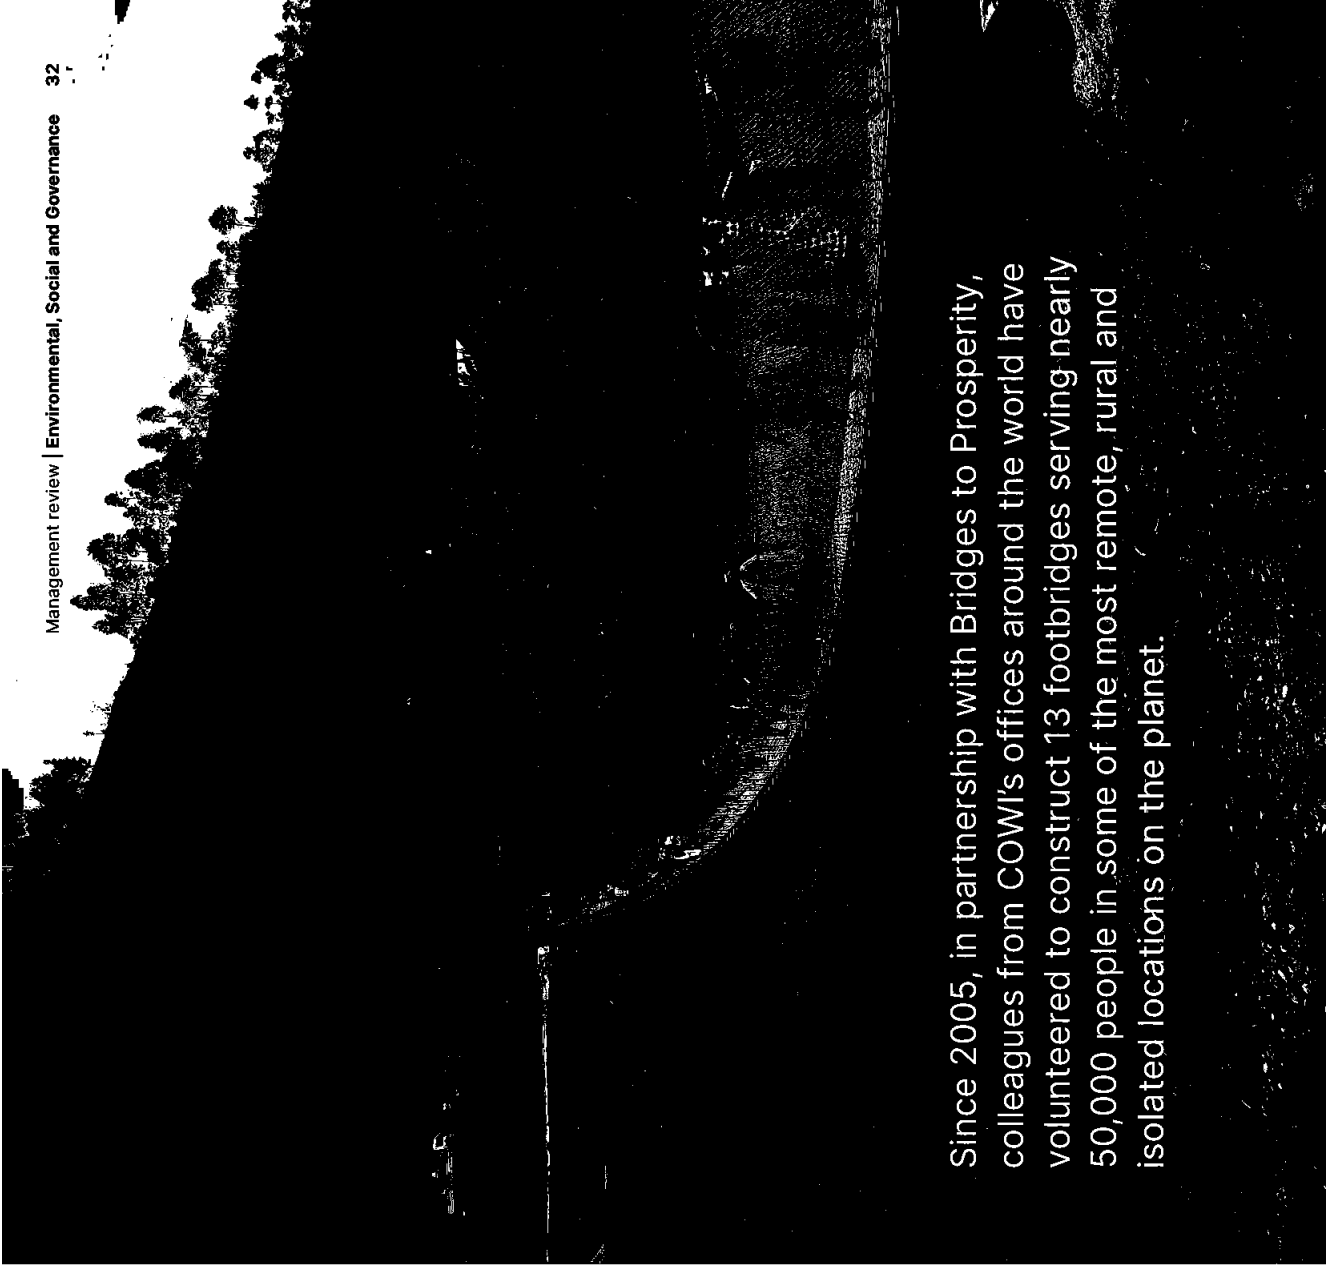 Management review | Environmental, Social and Governance 32
Since 2005, in partnership with Bridges to Prosperity,
colleagues from COWI's offices around the world have
volunteered to construct 13 footbridges serving nearly
50,000 people in some of the most remote, rural and
isolated locations on the planet.